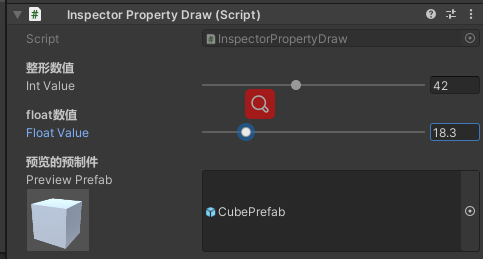 Inspector Property Draw (Script)
Script InspectorPropertyDraw
整形数值
Int Value 42
float数值
Float Value 18.3
预览的预制件
Preview Prefab
CubePrefab